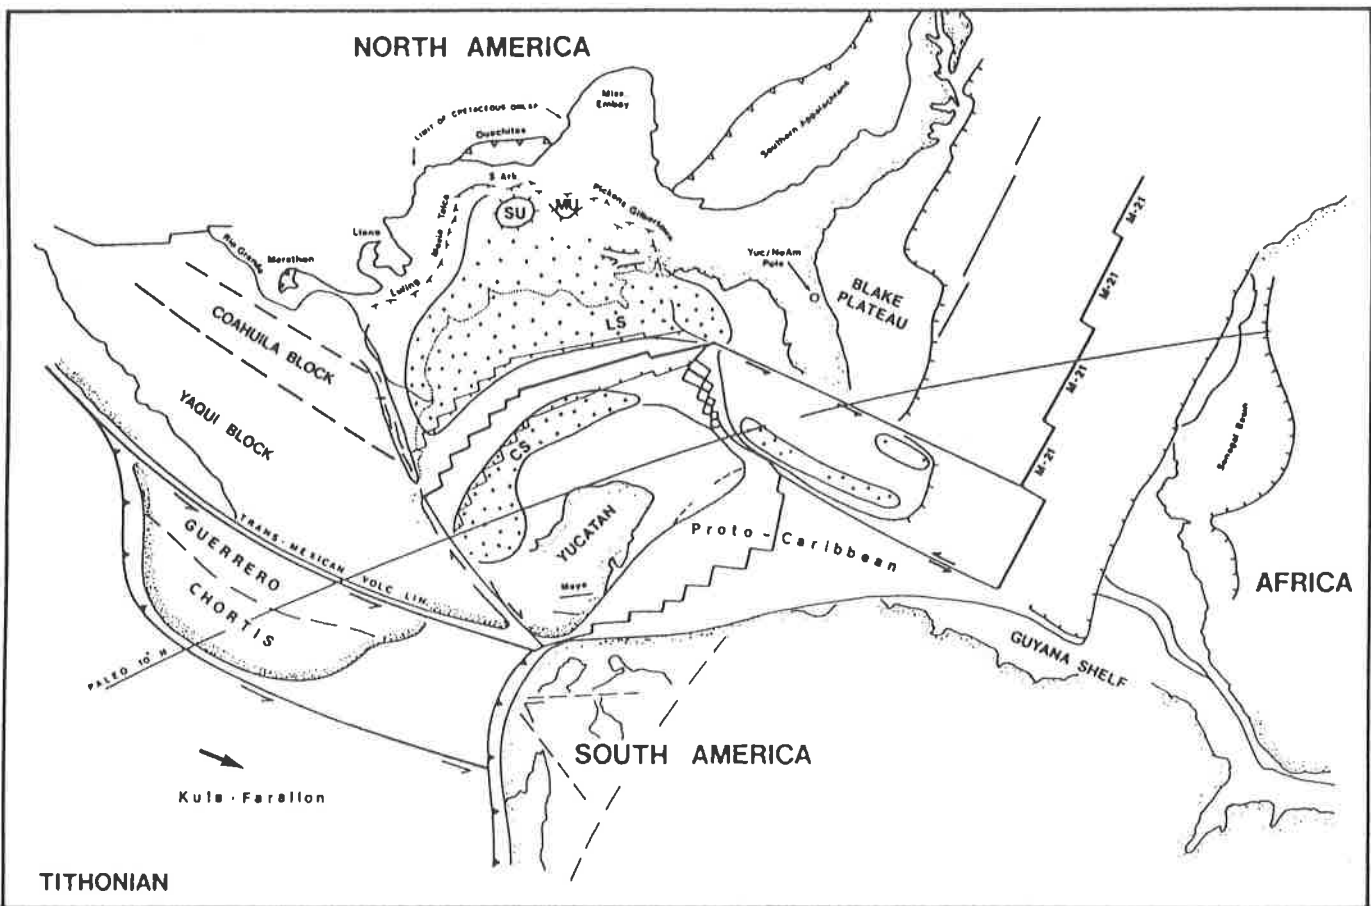 NORTH AMERICA
Miss.
Embay
LIMIT OF CRETACEOUS ONLAP
Ouachitas
Southern Appalachians
S Ark
Pickens Gilbertown
SU
MU
Mexia Talco
Luling
Llano
Marathon
Rio Grande
Yuc/NoAm
Pole
BLAKE
PLATEAU
M-21
M-21
M-21
M-21
M-21
COAHUILA BLOCK
YAQUI BLOCK
LS
CS
Senegal Basin
TRANS-MEXICAN VOLC LIN.
GUERRERO
CHORTIS
YUCATAN
Maya
Proto-Caribbean
AFRICA
GUYANA SHELF
PALEO 10° N
SOUTH AMERICA
Kula-Farallon
TITHONIAN